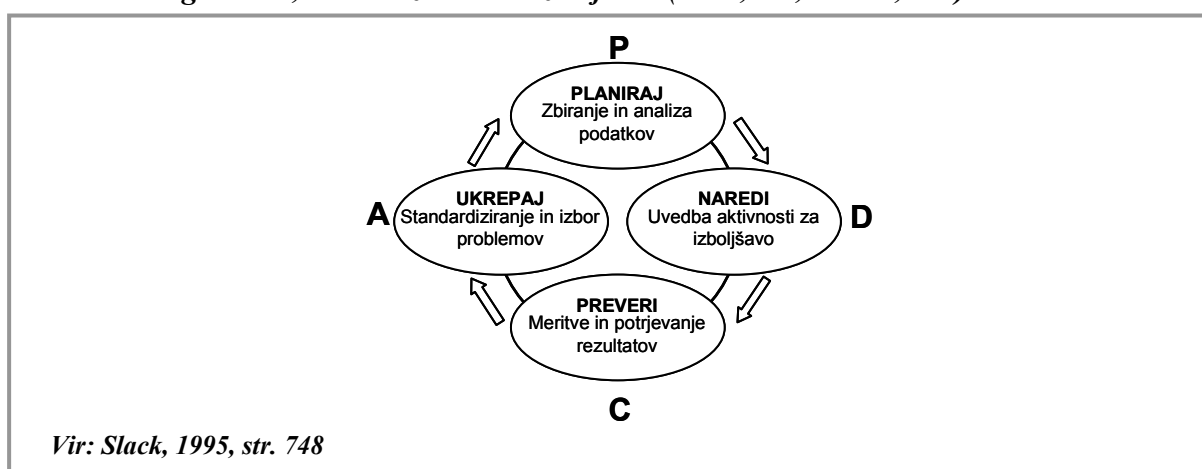 P
PLANIRAJ
Zbiranje in analiza
podatkov
A
UKREPAJ
Standardiziranje in izbor
problemov
NAREDI
Uvedba aktivnosti za
izboljšavo
D
PREVERI
Meritve in potrjevanje
rezultatov
C
Vir: Slack, 1995, str. 748